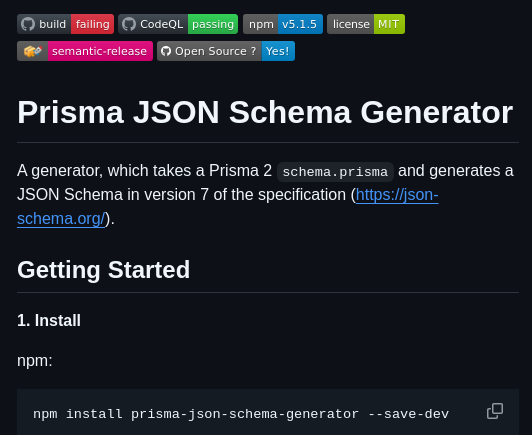 build failing CodeQL passing npm v5.1.5 license MIT
semantic-release Open Source ? Yes!
Prisma JSON Schema Generator
A generator, which takes a Prisma 2 schema.prisma and generates a
JSON Schema in version 7 of the specification (https://json-
schema.org/).
Getting Started
1. Install
npm:
npm install prisma-json-schema-generator --save-dev